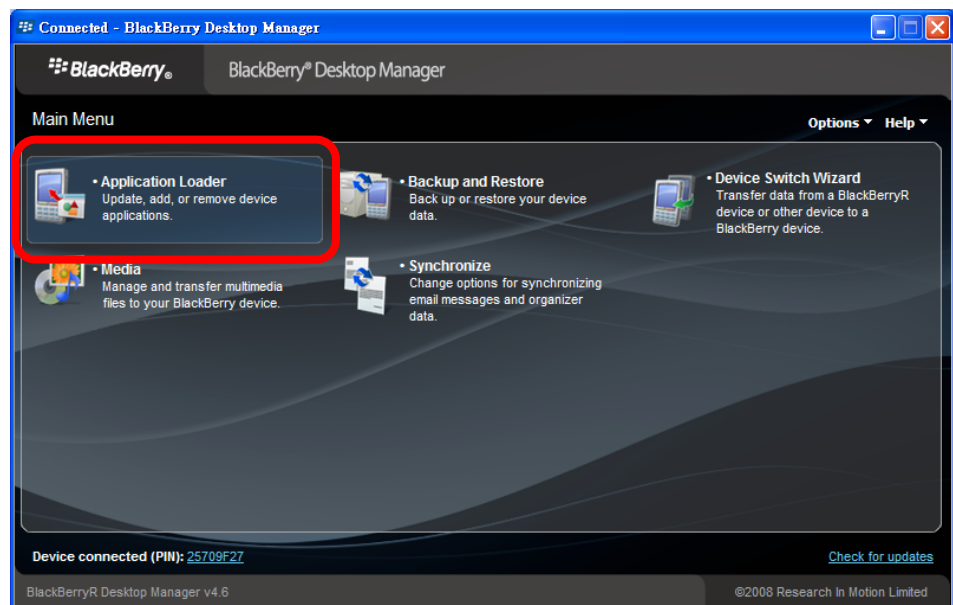 Connected - BlackBerry Desktop Manager
BlackBerry®
BlackBerry® Desktop Manager
Main Menu
Options
Help
• Application Loader
Update, add, or remove device
applications.
• Backup and Restore
Back up or restore your device
data.
• Device Switch Wizard
Transfer data from a BlackBerryR
device or other device to a
BlackBerry device.
• Media
Manage and transfer multimedia
files to your BlackBerry device.
• Synchronize
Change options for synchronizing
email messages and organizer
data.
Device connected (PIN): 25709F27
Check for updates
BlackBerryR Desktop Manager v4.6
©2008 Research In Motion Limited